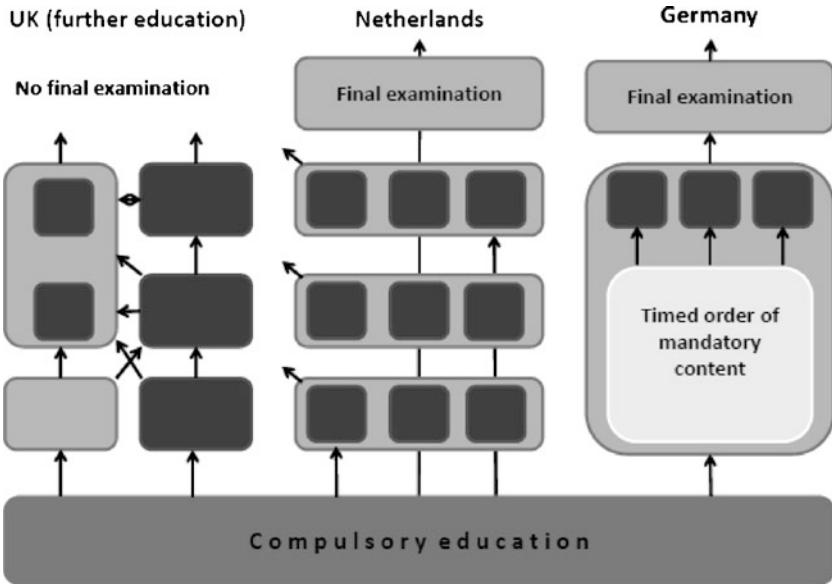 UK (further education)
Netherlands
Germany
No final examination
Final examination
Final examination
Timed order of
mandatory
content
Compulsory education